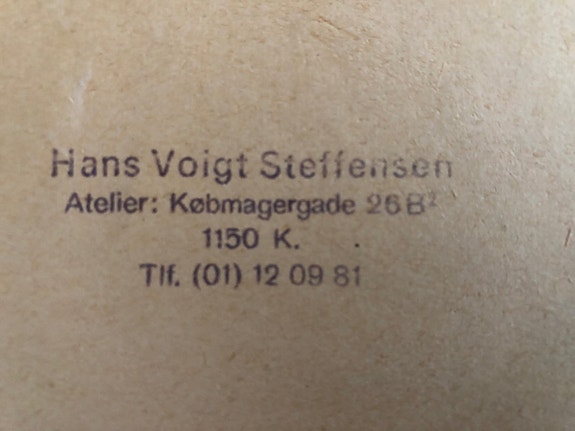 Hans Voigt Steffensen
Atelier: Købmagergade 26B²
1150 K.
Tlf. (01) 12 09 81